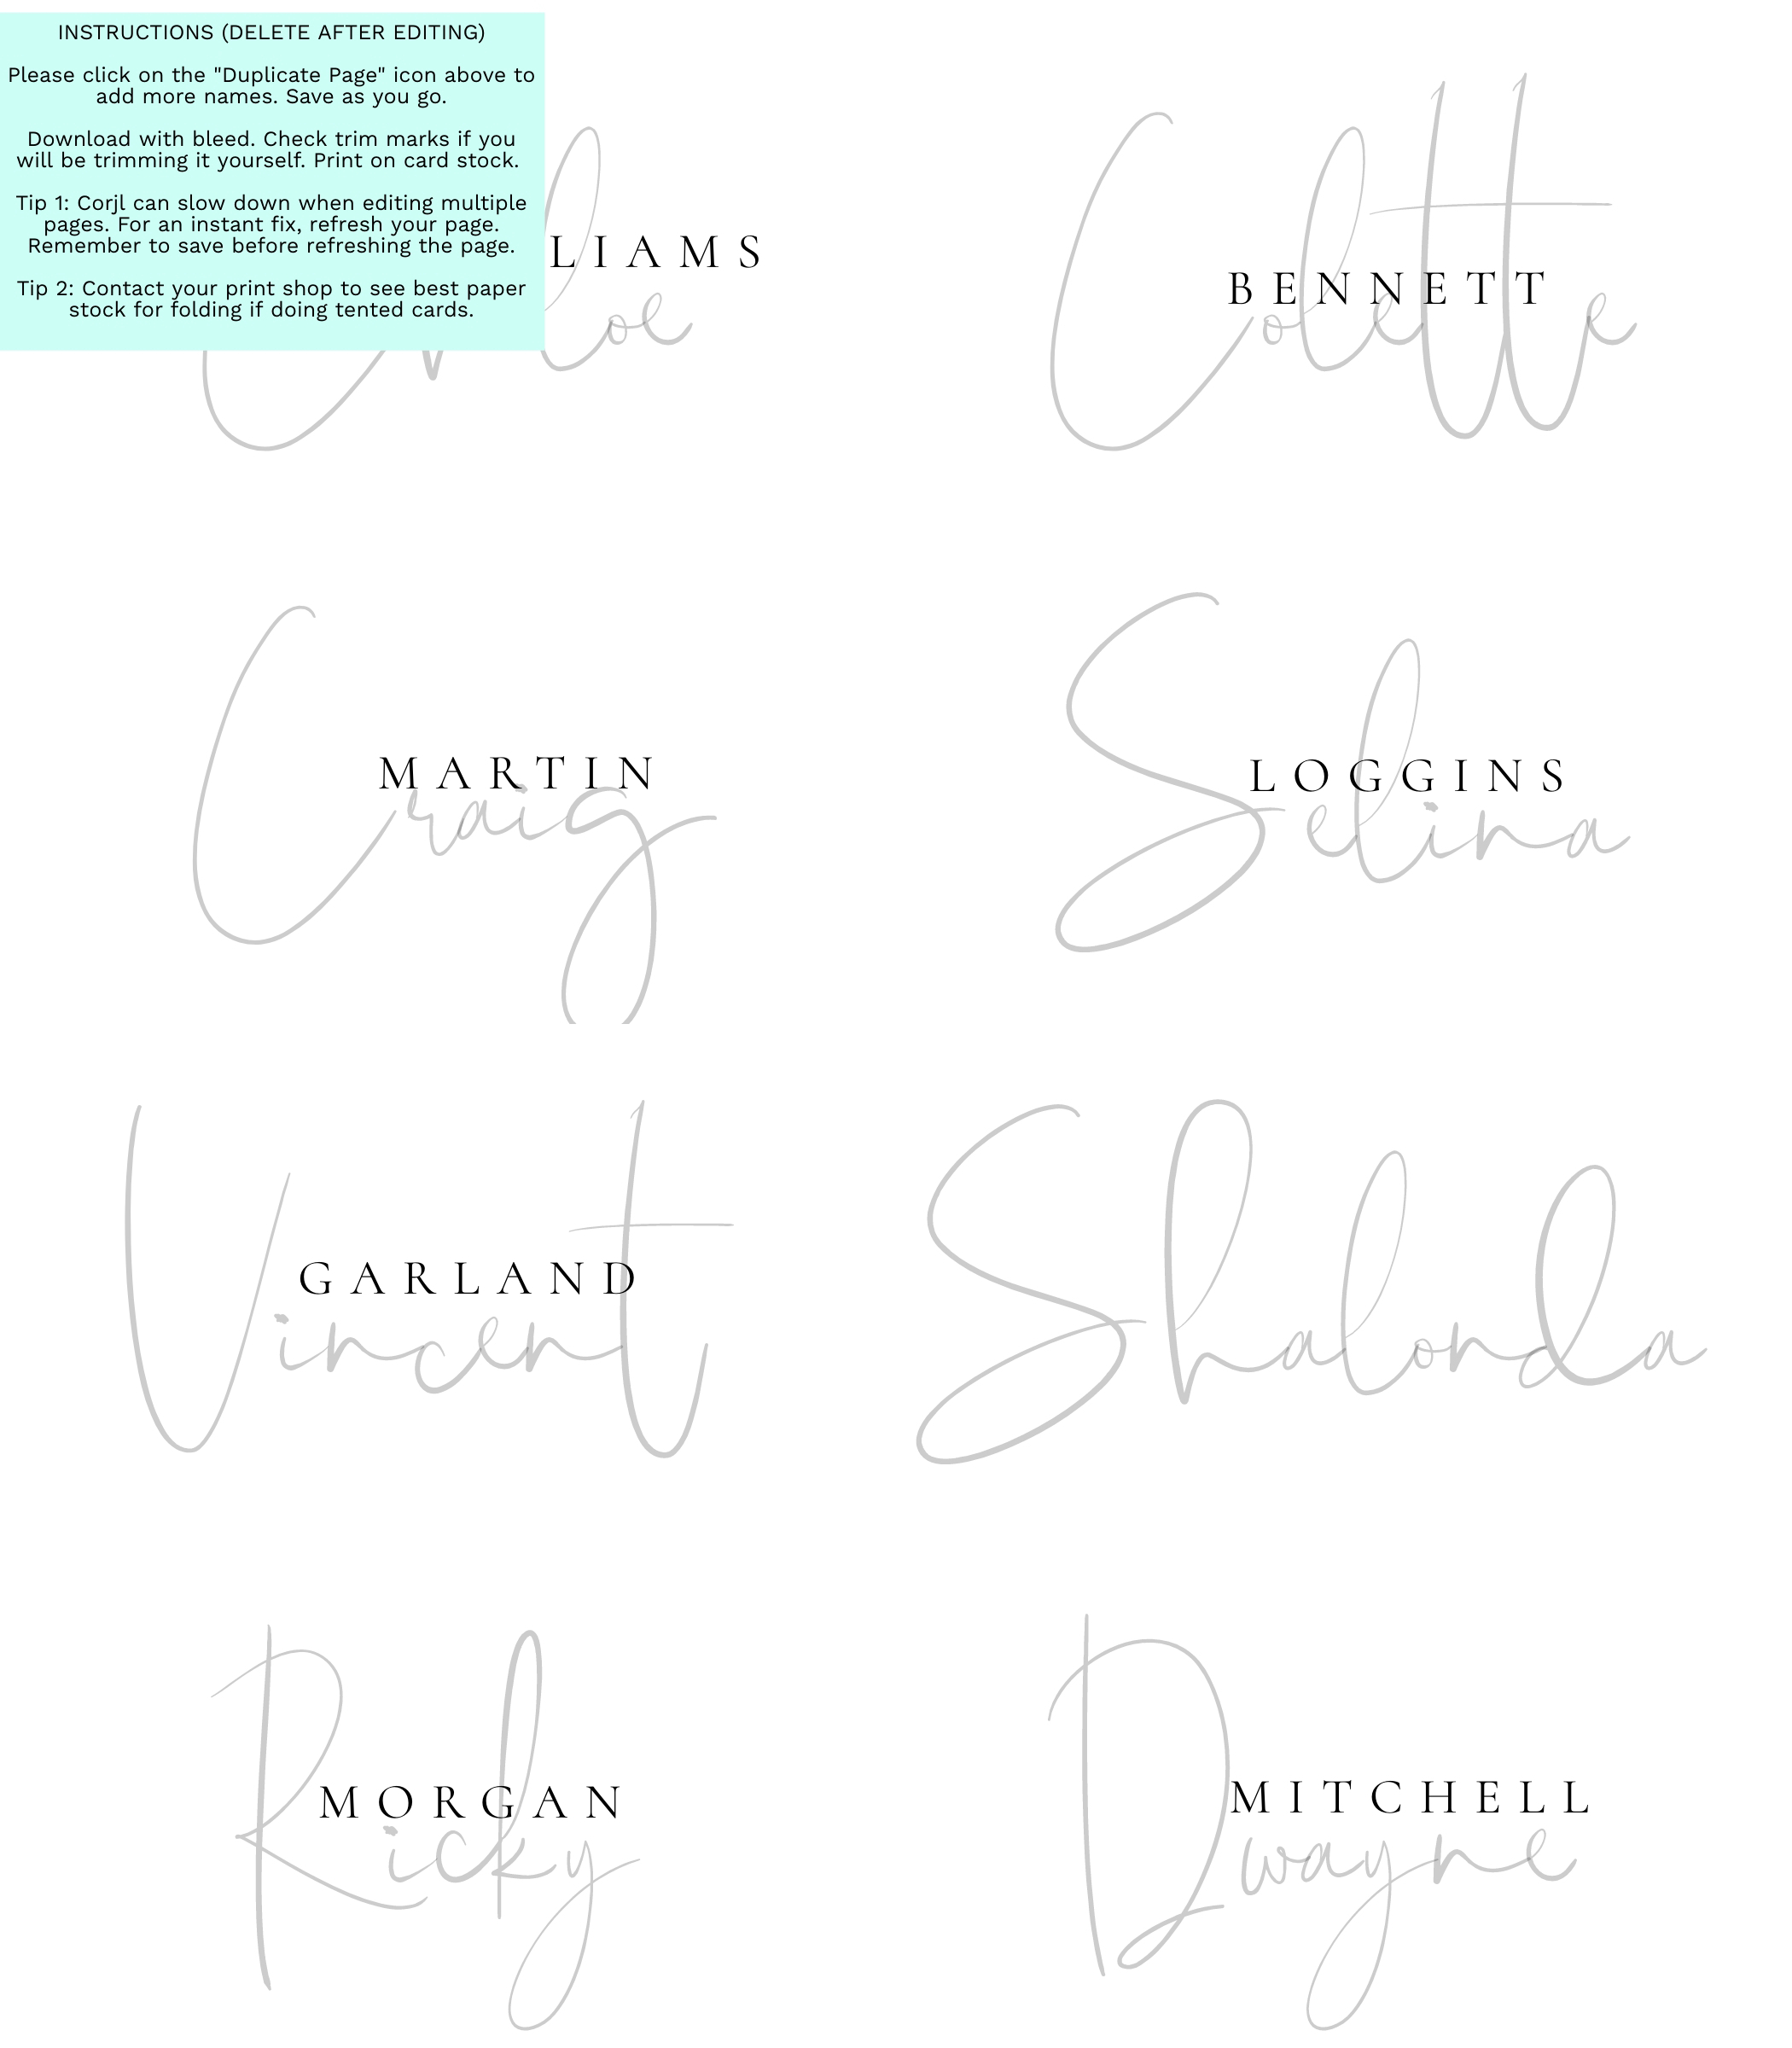 INSTRUCTIONS (DELETE AFTER EDITING)
Please click on the "Duplicate Page" icon above to
add more names. Save as you go.
Download with bleed. Check trim marks if you
will be trimming it yourself. Print on card stock.
Tip 1: Corjl can slow down when editing multiple
pages. For an instant fix, refresh your page.
Remember to save before refreshing the page.
Tip 2: Contact your print shop to see best paper
stock for folding if doing tented cards.
LIAMS
loe
BENNETT
Colette
MARTIN
Craig
LOGGINS
Selina
GARLAND
Vincent
Shalonda
MORGAN
Ricky
MITCHELL
Dwayne